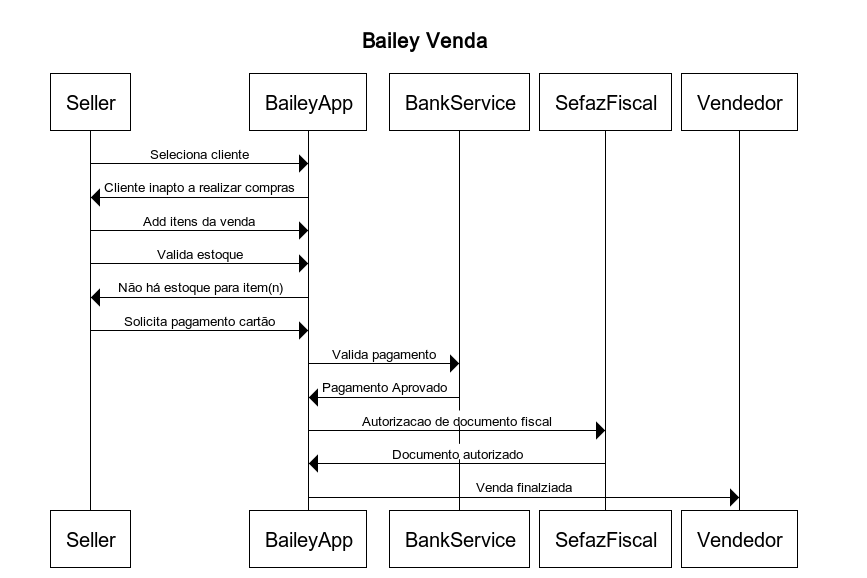 Bailey Venda
Seller BaileyApp BankService SefazFiscal Vendedor
Seleciona cliente
Cliente inapto a realizar compras
Add itens da venda
Valida estoque
Não há estoque para item(n)
Solicita pagamento cartão
Valida pagamento
Pagamento Aprovado
Autorizacao de documento fiscal
Documento autorizado
Venda finalziada
Seller BaileyApp BankService SefazFiscal Vendedor